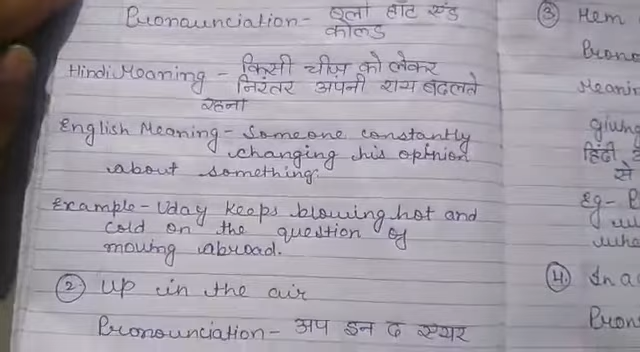 Pronounciation - ब्लो हॉट एंड
कोल्ड
Hindi Meaning - किसी चीज़ को लेकर
निरंतर अपनी राय बदलते
रहना
English Meaning - Someone constantly
changing his opinion
about something.
Example - Uday keeps blowing hot and
cold on the question of
moving abroad.
② Up in the air
Pronounciation - अप इन द एयर
③ Hem
Prono
Meanin
giving
हिंदी
से
Eg -
whe
④ In a
Pron